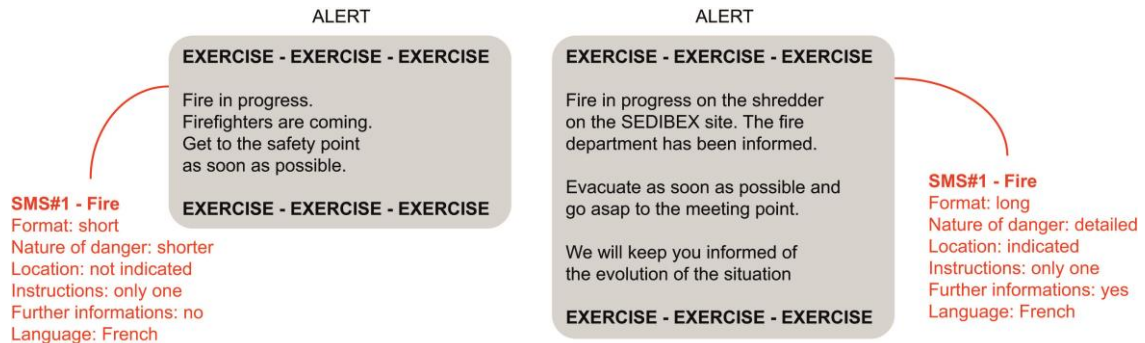 ALERT
EXERCISE - EXERCISE - EXERCISE
Fire in progress.
Firefighters are coming.
Get to the safety point
as soon as possible.
EXERCISE - EXERCISE - EXERCISE
SMS#1 - Fire
Format: short
Nature of danger: shorter
Location: not indicated
Instructions: only one
Further informations: no
Language: French
ALERT
EXERCISE - EXERCISE - EXERCISE
Fire in progress on the shredder
on the SEDIBEX site. The fire
department has been informed.
Evacuate as soon as possible and
go asap to the meeting point.
We will keep you informed of
the evolution of the situation
EXERCISE - EXERCISE - EXERCISE
SMS#1 - Fire
Format: long
Nature of danger: detailed
Location: indicated
Instructions: only one
Further informations: yes
Language: French